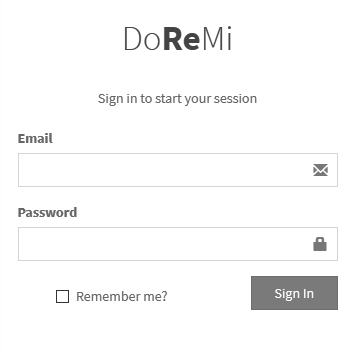 DoReMi
Sign in to start your session
Email
Password
Remember me?
Sign In